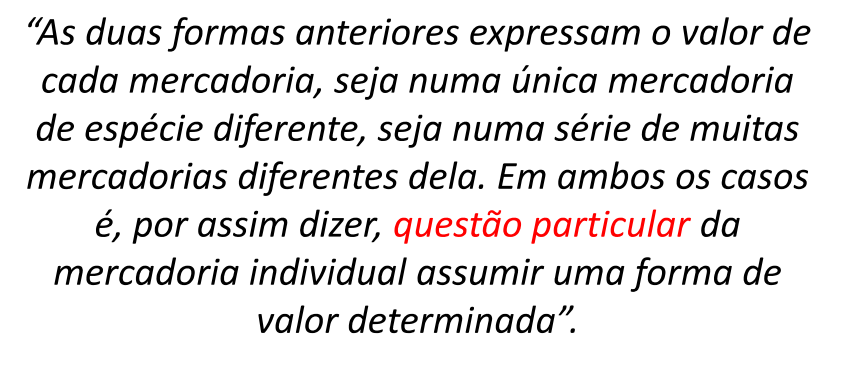 “As duas formas anteriores expressam o valor de
cada mercadoria, seja numa única mercadoria
de espécie diferente, seja numa série de muitas
mercadorias diferentes dela. Em ambos os casos
é, por assim dizer, questão particular da
mercadoria individual assumir uma forma de
valor determinada”.